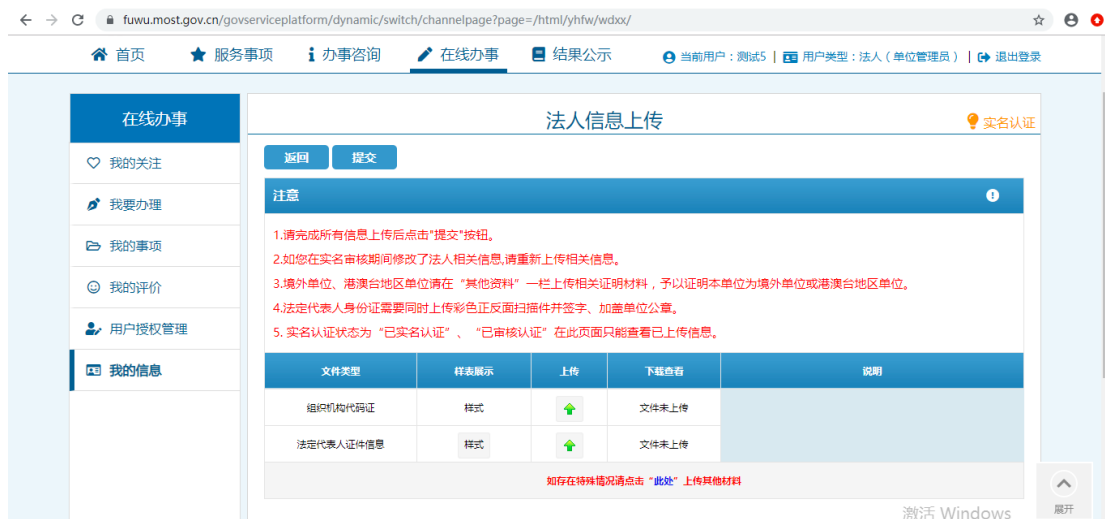 fuwu.most.gov.cn/govserviceplatform/dynamic/switch/channelpage?page=/html/yhfw/wdxx/
首页 服务事项 办事咨询 在线办事 结果公示 当前用户：测试5 | 用户类型：法人（单位管理员） | 退出登录
在线办事
我的关注
我要办理
我的事项
我的评价
用户授权管理
我的信息
法人信息上传
实名认证
返回 提交
注意
1.请完成所有信息上传后点击"提交"按钮。
2.如您在实名审核期间修改了法人相关信息,请重新上传相关信息。
3.境外单位、港澳台地区单位请在“其他资料”一栏上传相关证明材料，予以证明本单位为境外单位或港澳台地区单位。
4.法定代表人身份证需要同时上传彩色正反面扫描件并签字、加盖单位公章。
5. 实名认证状态为“已实名认证”、“已审核认证”在此页面只能查看已上传信息。
文件类型 样表展示 上传 下载查看 说明
组织机构代码证 样式 文件未上传
法定代表人证件信息 样式 文件未上传
如存在特殊情况请点击“此处”上传其他材料
展开
激活 Windows